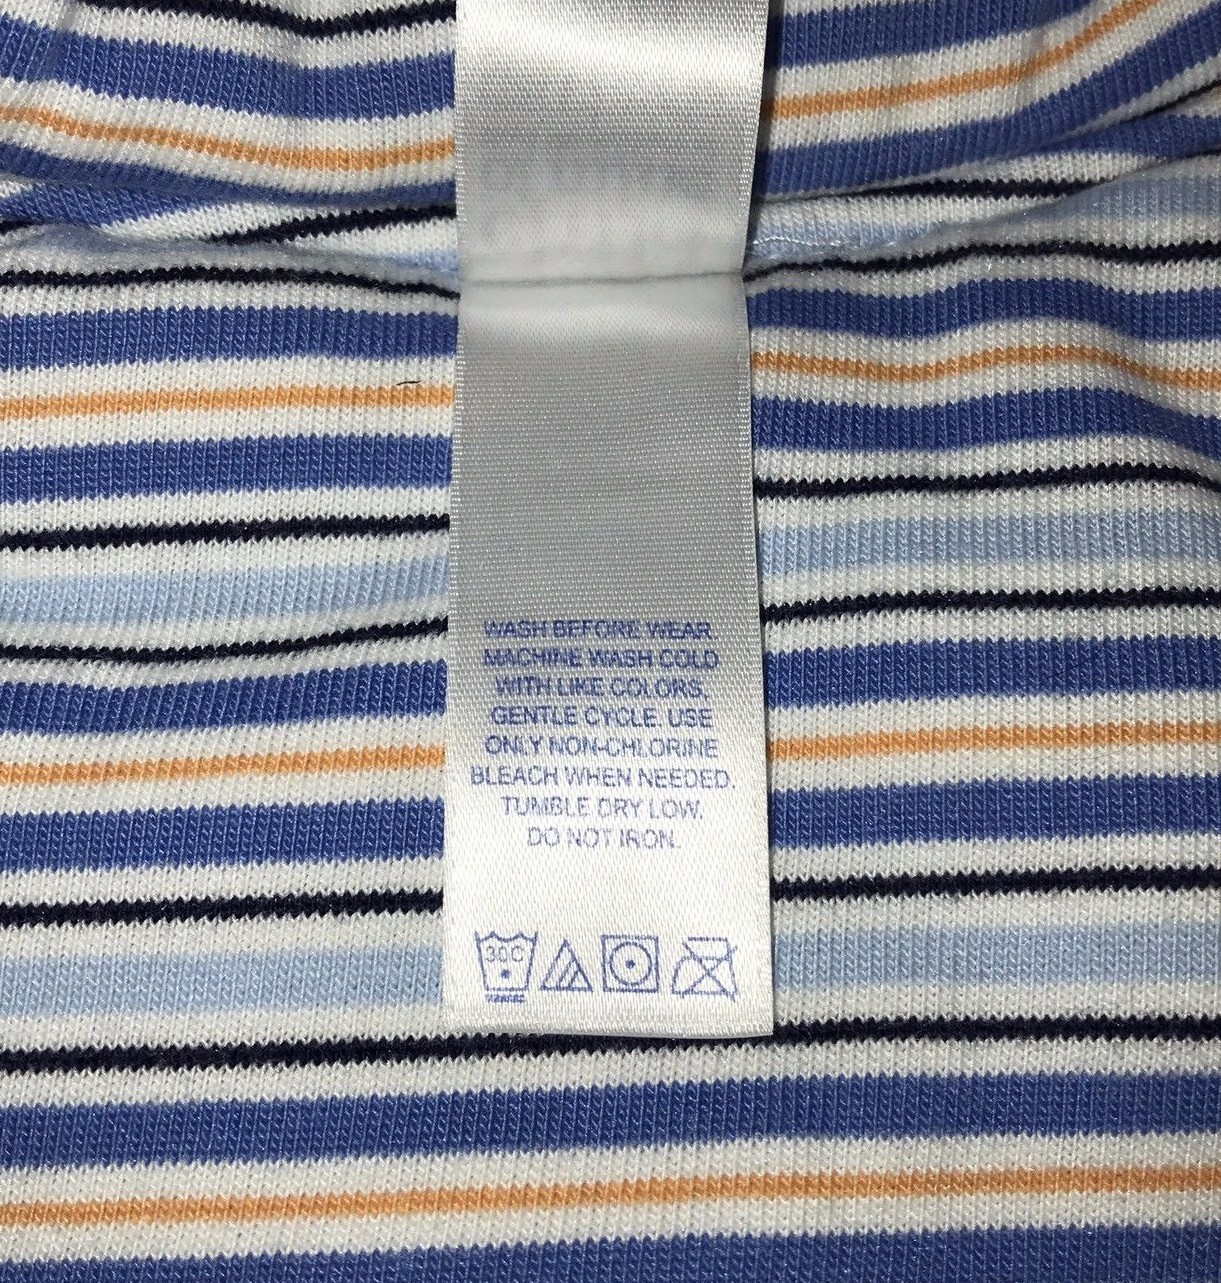 WASH BEFORE WEAR
MACHINE WASH COLD
WITH LIKE COLORS.
GENTLE CYCLE. USE
ONLY NON-CHLORINE
BLEACH WHEN NEEDED.
TUMBLE DRY LOW.
DO NOT IRON.
30C